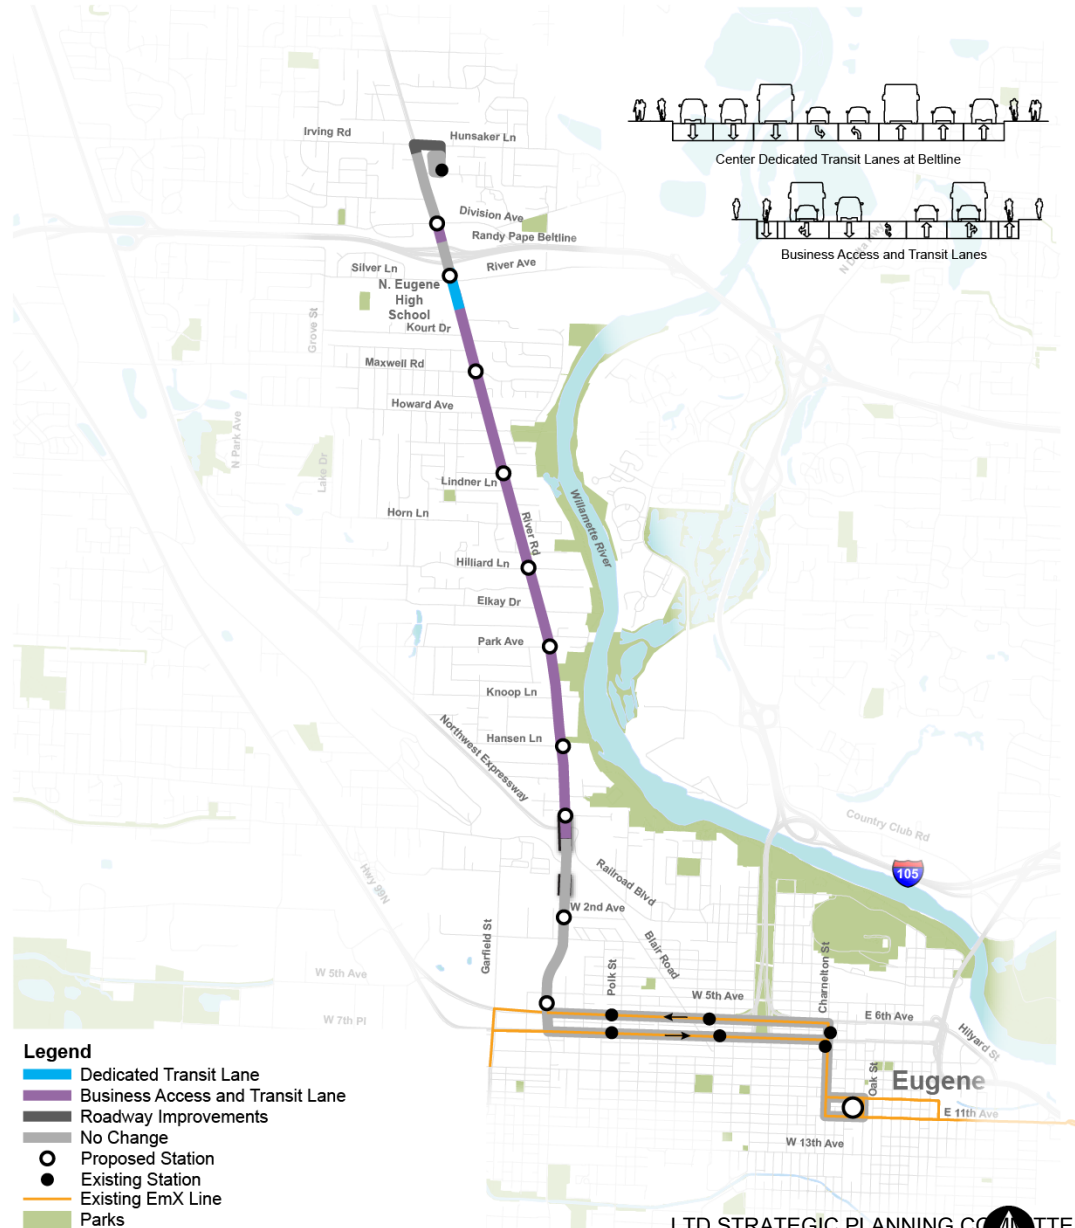 Irving Rd
Hunsaker Ln
Center Dedicated Transit Lanes at Beltline
Division Ave
Randy Pape Beltline
Business Access and Transit Lanes
Silver Ln
River Ave
N. Eugene
High
School
Kourt Dr
Grove St
Maxwell Rd
Howard Ave
N Park Ave
Lake Dr
Lindner Ln
Horn Ln
River Rd
Willamette River
Hilliard Ln
Elkay Dr
Park Ave
Knoop Ln
Hansen Ln
Northwest Expressway
Country Club Rd
105
Railroad Blvd
Hwy 99N
W 2nd Ave
Garfield St
Blair Road
Polk St
Charnelton St
W 5th Ave
W 5th Ave
E 6th Ave
W 7th Pl
Hilyard St
Oak St
Eugene
E 11th Ave
W 13th Ave
Legend
Dedicated Transit Lane
Business Access and Transit Lane
Roadway Improvements
No Change
Proposed Station
Existing Station
Existing EmX Line
Parks
LTD STRATEGIC PLANNING